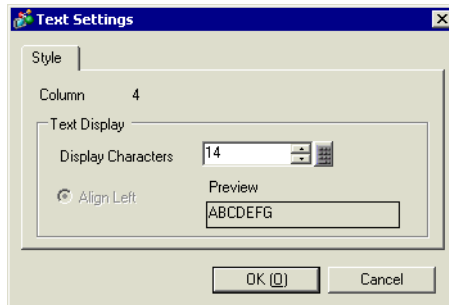 Text Settings
Style
Column 4
Text Display
Display Characters 14
Align Left
Preview
ABCDEFG
OK (O) Cancel